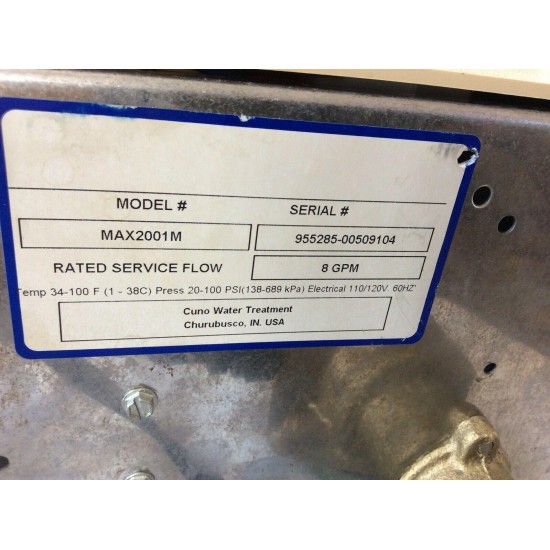 MODEL # SERIAL #
MAX2001M 955285-00509104
RATED SERVICE FLOW 8 GPM
Temp 34-100 F (1 - 38C) Press 20-100 PSI(138-689 kPa) Electrical 110/120V. 60HZ"
Cuno Water Treatment
Churubusco, IN. USA